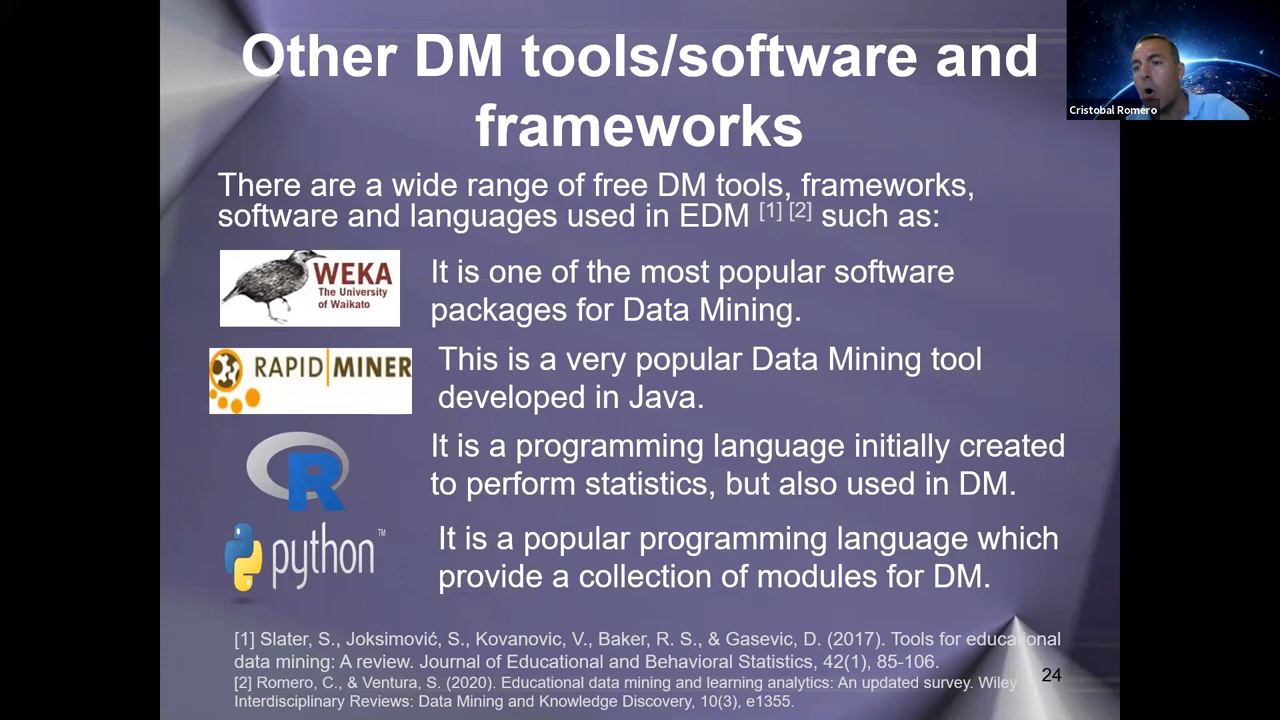 Other DM tools/software and
frameworks
Cristobal Romero
There are a wide range of free DM tools, frameworks,
software and languages used in EDM [1] [2] such as:
WEKA
The University
of Waikato
It is one of the most popular software
packages for Data Mining.
RAPID|MINER
This is a very popular Data Mining tool
developed in Java.
R
It is a programming language initially created
to perform statistics, but also used in DM.
python™
It is a popular programming language which
provide a collection of modules for DM.
[1] Slater, S., Joksimović, S., Kovanovic, V., Baker, R. S., & Gasevic, D. (2017). Tools for educational
data mining: A review. Journal of Educational and Behavioral Statistics, 42(1), 85-106.
[2] Romero, C., & Ventura, S. (2020). Educational data mining and learning analytics: An updated survey. Wiley
Interdisciplinary Reviews: Data Mining and Knowledge Discovery, 10(3), e1355.
24